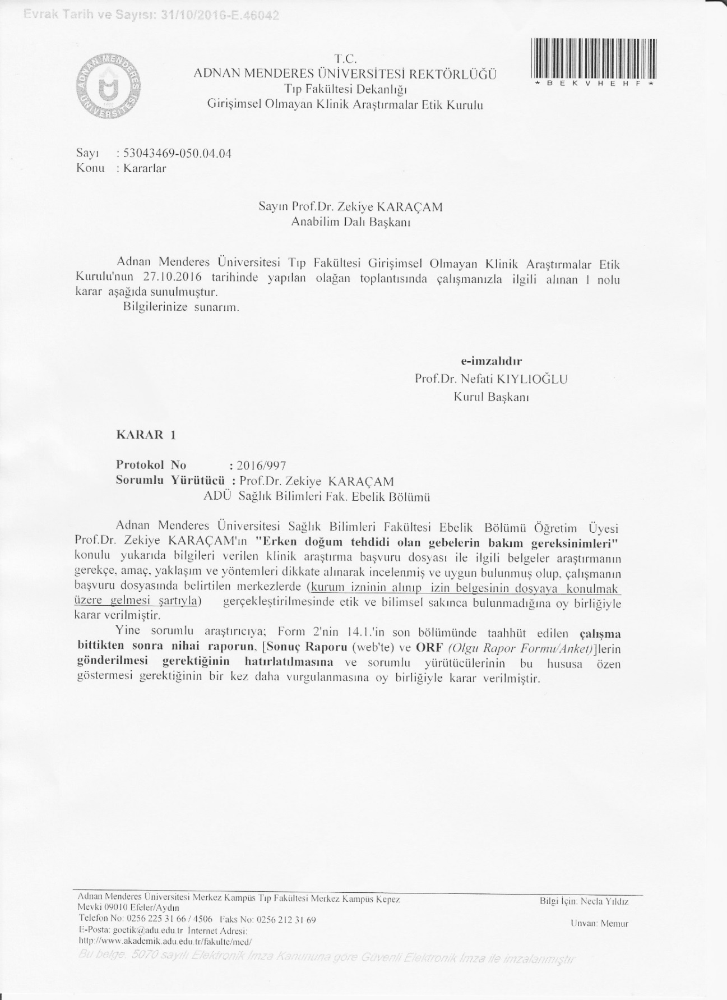 Evrak Tarih ve Sayısı: 31/10/2016-E.46042
T.C.
ADNAN MENDERES ÜNİVERSİTESİ REKTÖRLÜĞÜ
Tıp Fakültesi Dekanlığı
Girişimsel Olmayan Klinik Araştırmalar Etik Kurulu
* B E K V H E H F *
ADNAN MENDERES ÜNİVERSİTESİ
1992
Sayı : 53043469-050.04.04
Konu : Kararlar
Sayın Prof.Dr. Zekiye KARAÇAM
Anabilim Dalı Başkanı
Adnan Menderes Üniversitesi Tıp Fakültesi Girişimsel Olmayan Klinik Araştırmalar Etik
Kurulu'nun 27.10.2016 tarihinde yapılan olağan toplantısında çalışmanızla ilgili alınan 1 nolu
karar aşağıda sunulmuştur.
Bilgilerinize sunarım.
e-imzalıdır
Prof.Dr. Nefati KIYLIOĞLU
Kurul Başkanı
KARAR 1
Protokol No : 2016/997
Sorumlu Yürütücü : Prof.Dr. Zekiye KARAÇAM
ADÜ Sağlık Bilimleri Fak. Ebelik Bölümü
Adnan Menderes Üniversitesi Sağlık Bilimleri Fakültesi Ebelik Bölümü Öğretim Üyesi
Prof.Dr. Zekiye KARAÇAM'ın "Erken doğum tehdidi olan gebelerin bakım gereksinimleri"
konulu yukarıda bilgileri verilen klinik araştırma başvuru dosyası ile ilgili belgeler araştırmanın
gerekçe, amaç, yaklaşım ve yöntemleri dikkate alınarak incelenmiş ve uygun bulunmuş olup, çalışmanın
başvuru dosyasında belirtilen merkezlerde (kurum izninin alınıp izin belgesinin dosyaya konulmak
üzere gelmesi şartıyla) gerçekleştirilmesinde etik ve bilimsel sakınca bulunmadığına oy birliğiyle
karar verilmiştir.
Yine sorumlu araştırıcıya; Form 2'nin 14.1.'in son bölümünde taahhüt edilen çalışma
bittikten sonra nihai raporun, [Sonuç Raporu (web'te) ve ORF (Olgu Rapor Formu/Anket)]lerin
gönderilmesi gerektiğinin hatırlatılmasına ve sorumlu yürütücülerinin bu hususa özen
göstermesi gerektiğinin bir kez daha vurgulanmasına oy birliğiyle karar verilmiştir.
Adnan Menderes Üniversitesi Merkez Kampüs Tıp Fakültesi Merkez Kampüs Kepez
Mevki 09010 Efeler/Aydın
Telefon No: 0256 225 31 66 / 4506 Faks No: 0256 212 31 69
E-Posta: goetik@adu.edu.tr İnternet Adresi:
http://www.akademik.adu.edu.tr/fakulte/med/
Bilgi İçin: Necla Yıldız
Unvan: Memur
Bu belge, 5070 sayılı Elektronik İmza Kanununa göre Güvenli Elektronik İmza ile imzalanmıştır